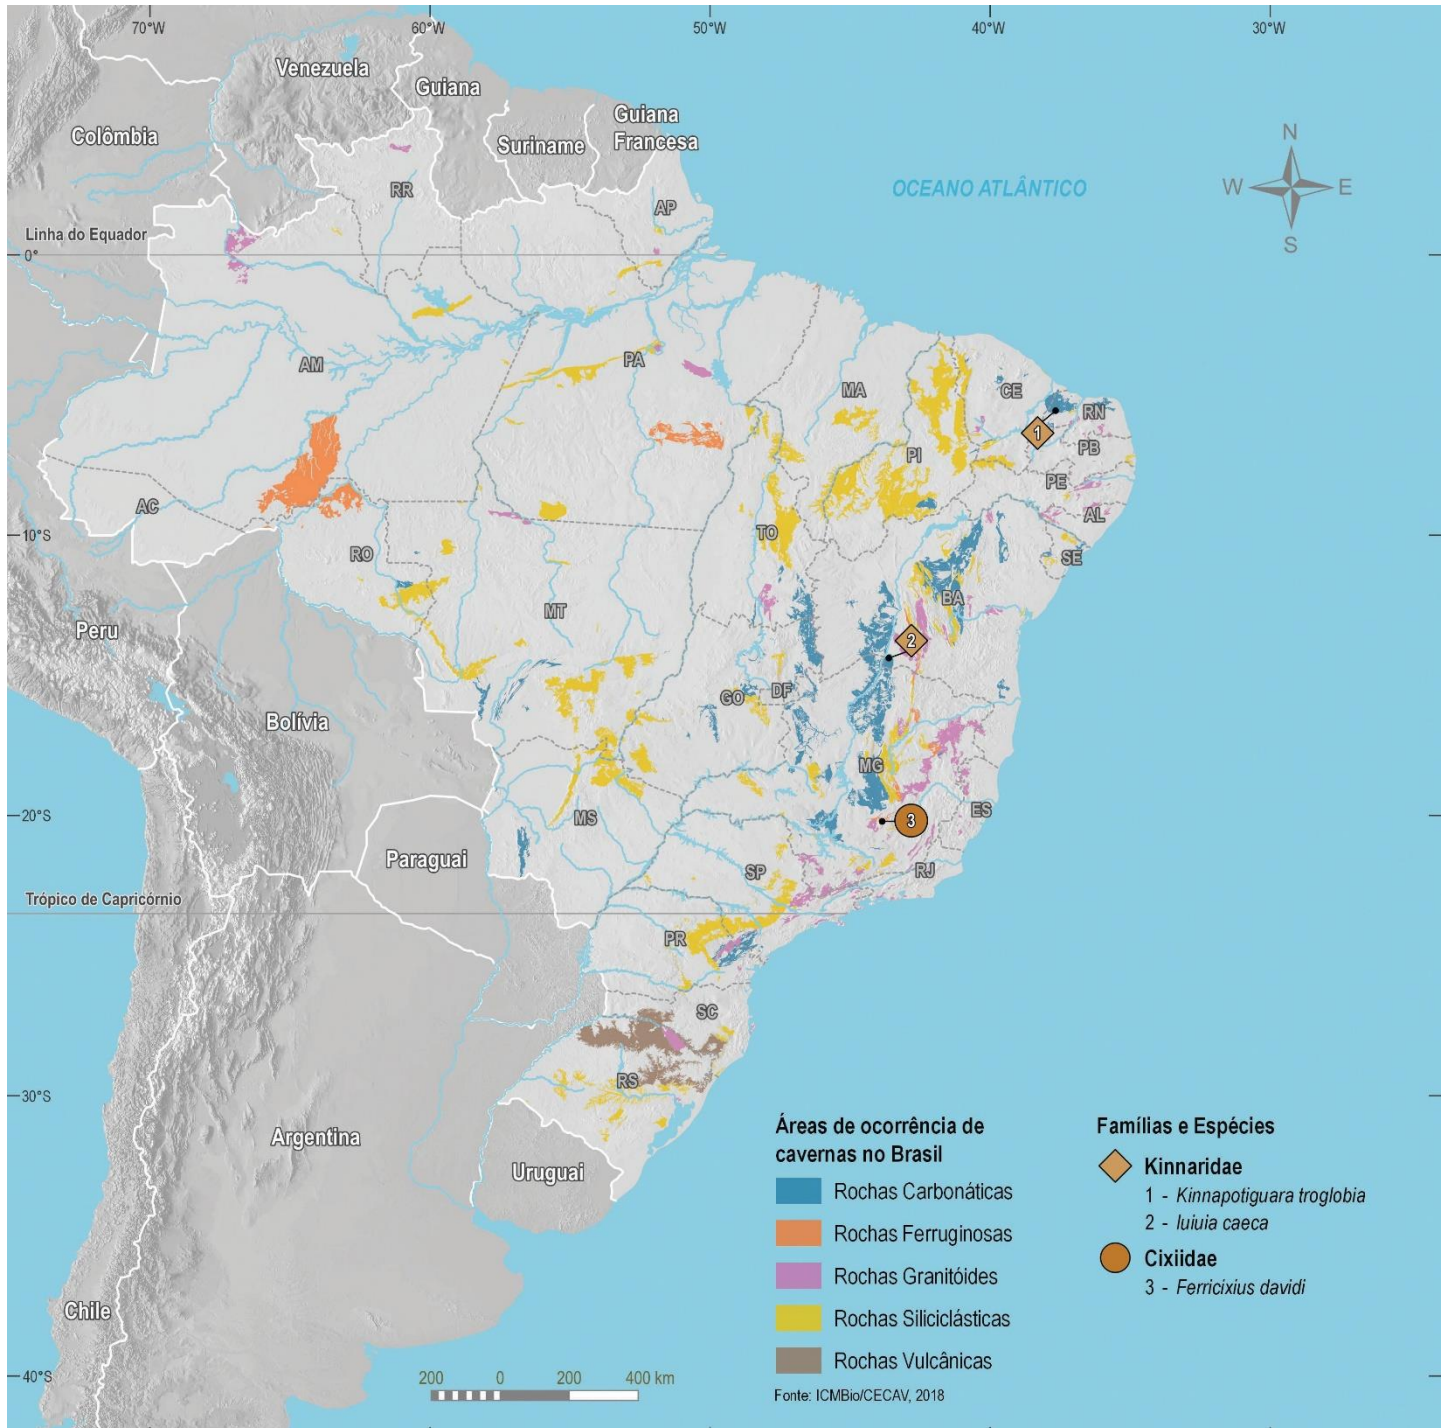 70°W
60°W
50°W
40°W
30°W
Venezuela
Guiana
Guiana
Francesa
Colômbia
Suriname
N
W
E
S
OCEANO ATLÂNTICO
RR
AP
Linha do Equador
0°
AM
PA
MA
CE
RN
1
PB
PI
PE
AC
AL
10°S
TO
RO
SE
BA
MT
Peru
2
DF
GO
Bolívia
MG
20°S
MS
3
ES
Paraguai
SP
RJ
Trópico de Capricórnio
PR
SC
RS
30°S
Argentina
Uruguai
Chile
40°S
Áreas de ocorrência de
cavernas no Brasil
Rochas Carbonáticas
Rochas Ferruginosas
Rochas Granitóides
Rochas Siliciclásticas
Rochas Vulcânicas
Fonte: ICMBio/CECAV, 2018
Famílias e Espécies
Kinnaridae
1 - Kinnapotiguara troglobia
2 - Iuiuia caeca
Cixiidae
3 - Ferricixius davidi
200 0 200 400 km